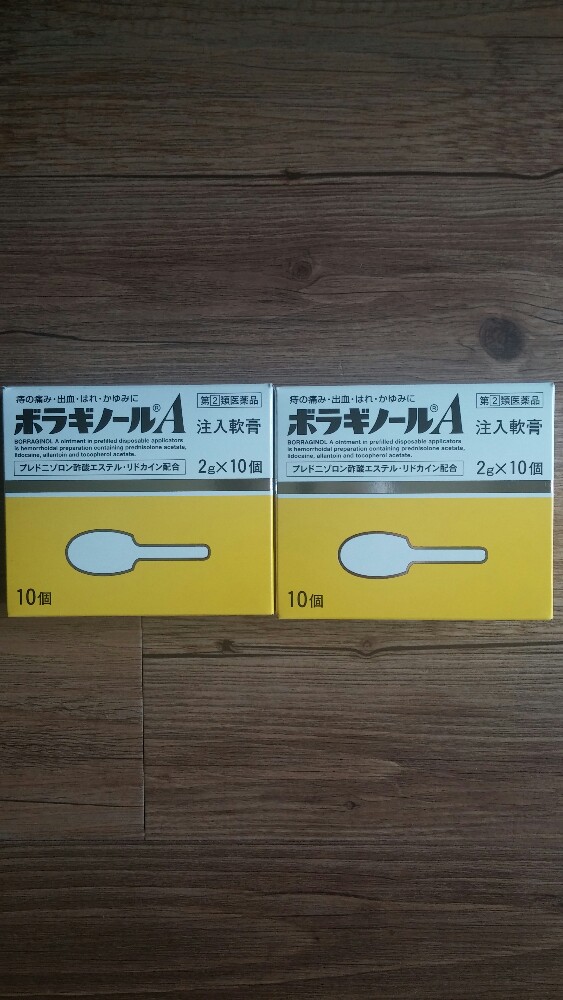 痔の痛み・出血・はれ・かゆみに
指②類医薬品
ボラギノール®A
注入軟膏
BORRAGINOL A ointment in prefilled disposable applicators
is hemorrhoidal preparation containing prednisolone acetate,
lidocaine, allantoin and tocopherol acetate.
プレドニゾロン酢酸エステル・リドカイン配合
2g×10個
10個
痔の痛み・出血・はれ・かゆみに
指②類医薬品
ボラギノール®A
注入軟膏
BORRAGINOL A ointment in prefilled disposable applicators
is hemorrhoidal preparation containing prednisolone acetate,
lidocaine, allantoin and tocopherol acetate.
プレドニゾロン酢酸エステル・リドカイン配合
2g×10個
10個